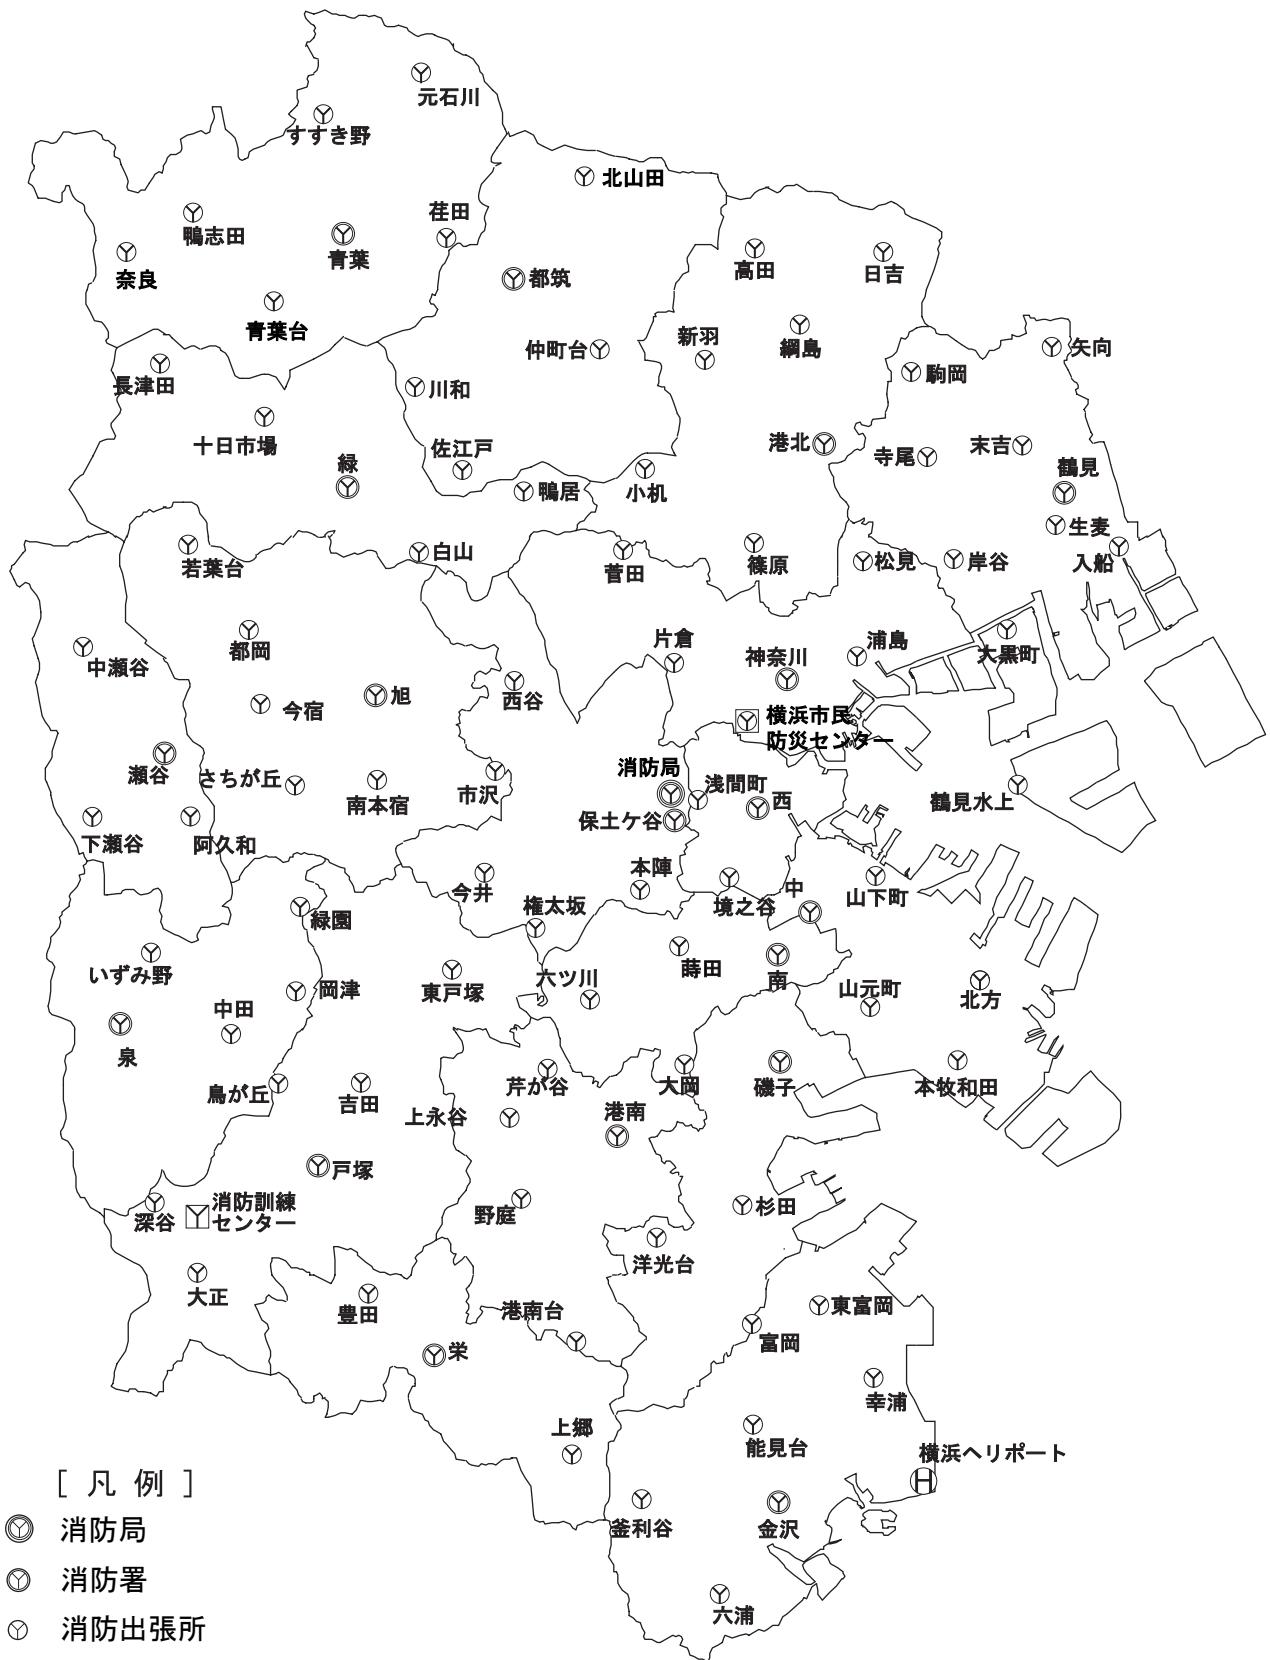 元石川
すすき野
北山田
荏田
鴨志田
青葉
奈良
都筑
高田
日吉
青葉台
新羽
綱島
仲町台
矢向
駒岡
長津田
川和
十日市場
佐江戸
港北
末吉
寺尾
緑
鶴見
鴨居
小机
生麦
白山
若葉台
菅田
篠原
松見
岸谷
入船
都岡
片倉
浦島
大黒町
中瀬谷
神奈川
旭
西谷
今宿
横浜市民
防災センター
瀬谷
消防局
さちが丘
南本宿
市沢
浅間町
西
鶴見水上
保土ケ谷
下瀬谷
阿久和
本陣
中
今井
境之谷
山下町
権太坂
緑園
蒔田
いずみ野
六ツ川
南
岡津
東戸塚
山元町
北方
中田
泉
鳥が丘
吉田
芹が谷
大岡
磯子
本牧和田
上永谷
港南
戸塚
消防訓練
センター
深谷
野庭
杉田
洋光台
大正
豊田
港南台
東富岡
富岡
栄
幸浦
上郷
能見台
横浜ヘリポート
釜利谷
金沢
六浦
[ 凡 例 ]
消防局
消防署
消防出張所